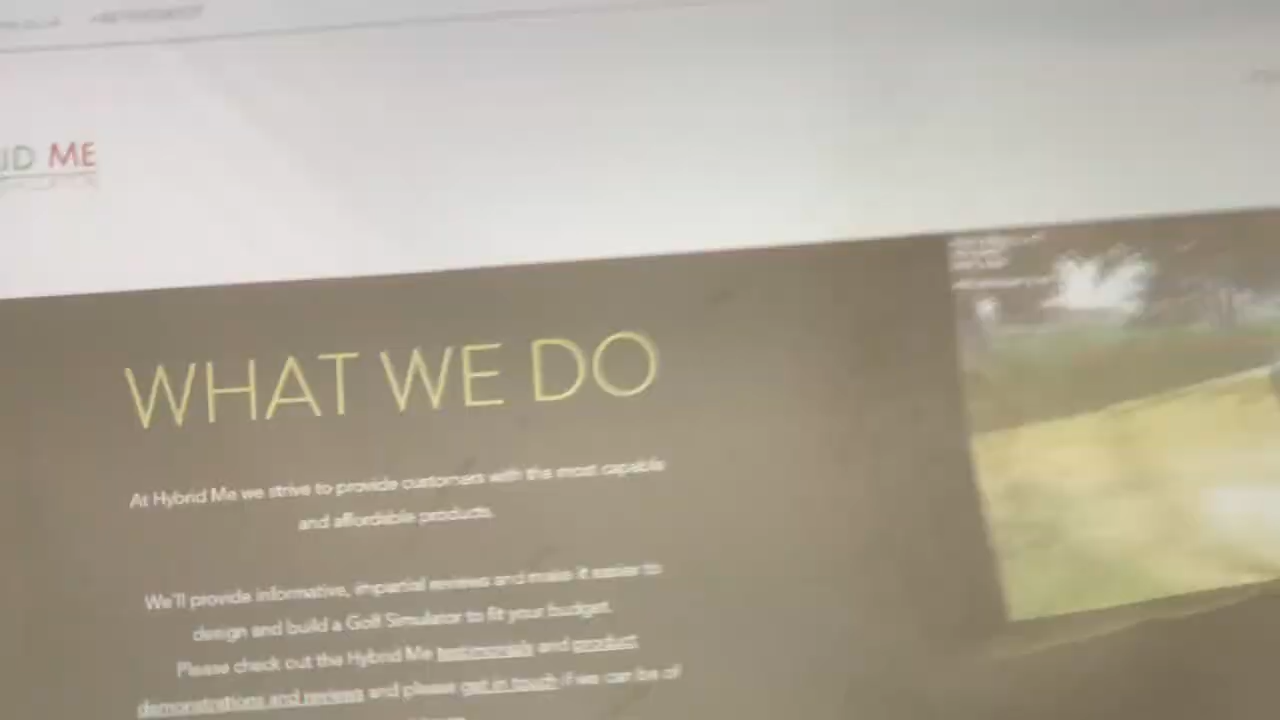 ID ME
WHAT WE DO
At Hybrid Me we strive to provide customers with the most capable
and affordable products.
We'll provide informative, impartial reviews and make it easier to
design and build a Golf Simulator to fit your budget.
Please check out the Hybrid Me testimonials and product
demonstrations and reviews and please get in touch if we can be of